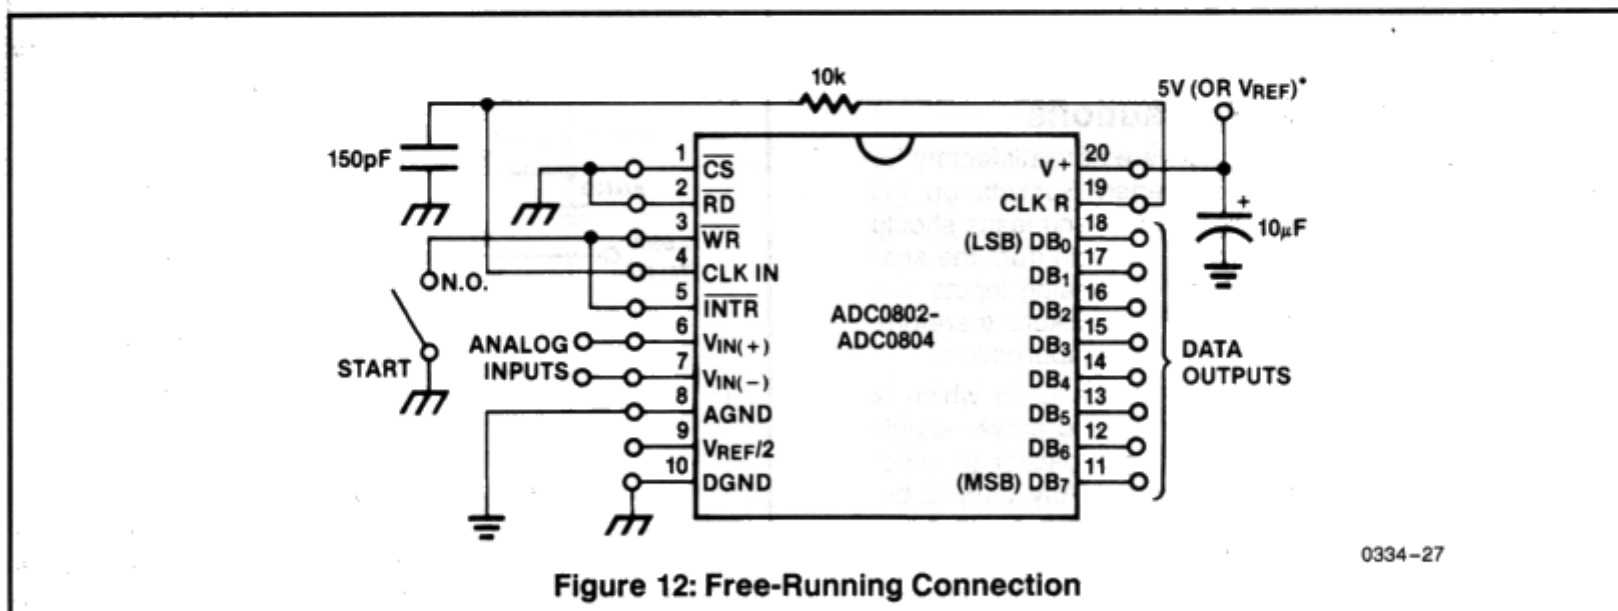 10k
5V (OR VREF)*
150pF
1 CS
2 RD
3 WR
4 CLK IN
5 INTR
6 VIN(+)
7 VIN(−)
8 AGND
9 VREF/2
10 DGND
N.O.
START
ANALOG
INPUTS
ADC0802–
ADC0804
20 V+
19 CLK R
18 (LSB) DB0
17 DB1
16 DB2
15 DB3
14 DB4
13 DB5
12 DB6
11 (MSB) DB7
+
10µF
DATA
OUTPUTS
0334–27
Figure 12: Free-Running Connection